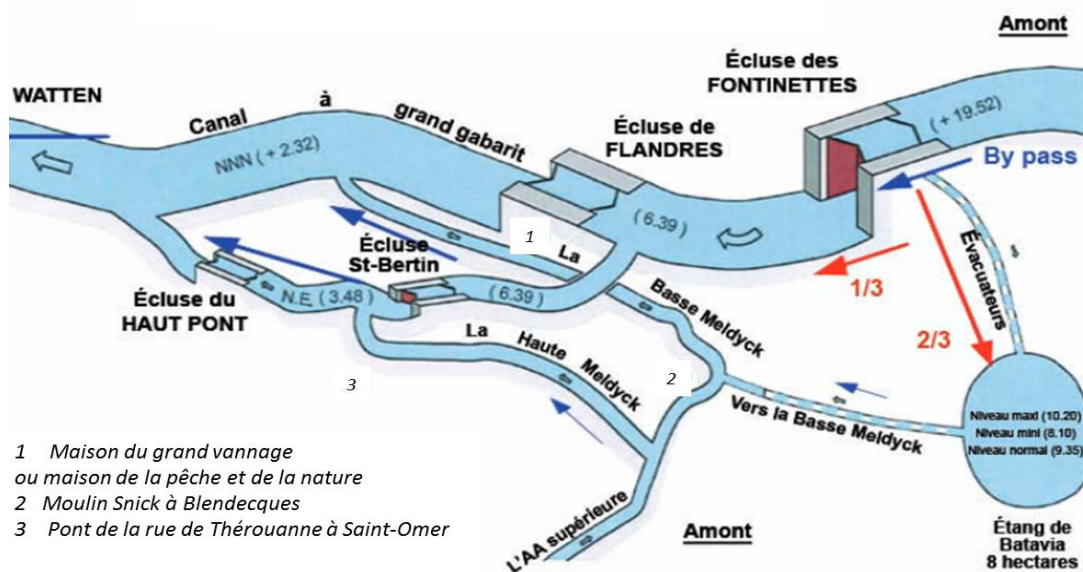 Amont
Écluse des
FONTINETTES
(+ 19.52)
By pass
WATTEN
Canal à grand gabarit
NNN (+ 2.32)
Écluse de
FLANDRES
(6.39)
1
La Basse Meldyck
Écluse
St-Bertin
(6.39)
N.E. (3.48)
Écluse du
HAUT PONT
La Haute Meldyck
1/3
2/3
Évacuateurs
2
3
Vers la Basse Meldyck
Niveau maxi (10.20)
Niveau mini (8.10)
Niveau normal (9.35)
Étang de
Batavia
8 hectares
L'AA supérieure
Amont
1 Maison du grand vannage
ou maison de la pêche et de la nature
2 Moulin Snick à Blendecques
3 Pont de la rue de Thérouanne à Saint-Omer